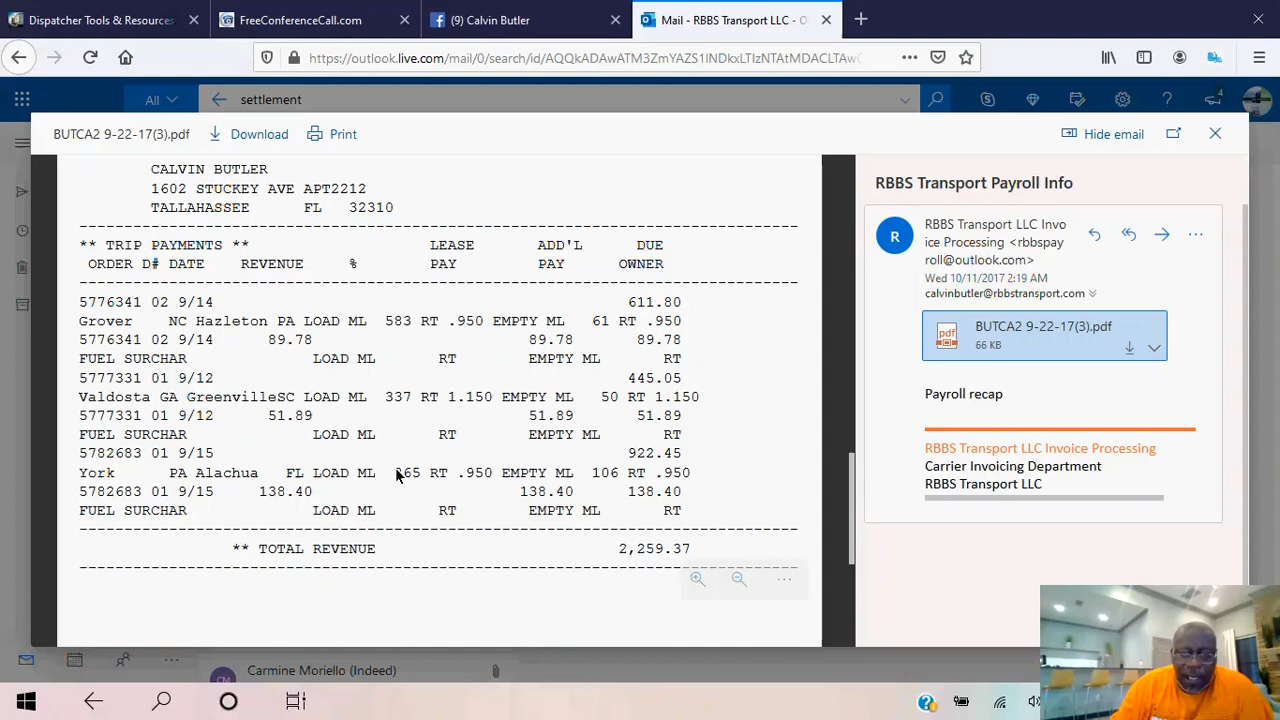 Dispatcher Tools & Resources
FreeConferenceCall.com
(9) Calvin Butler
Mail - RBBS Transport LLC - O
https://outlook.live.com/mail/0/search/id/AQQkADAwATM3ZmYAZS1INDkxLTIzNTAtMDACLTAwC
All
settlement
4
BUTCA2 9-22-17(3).pdf
Download
Print
Hide email
CALVIN BUTLER
1602 STUCKEY AVE APT2212
TALLAHASSEE FL 32310
** TRIP PAYMENTS ** LEASE ADD'L DUE
ORDER D# DATE REVENUE % PAY PAY OWNER
5776341 02 9/14 611.80
Grover NC Hazleton PA LOAD ML 583 RT .950 EMPTY ML 61 RT .950
5776341 02 9/14 89.78 89.78 89.78
FUEL SURCHAR LOAD ML RT EMPTY ML RT
5777331 01 9/12 445.05
Valdosta GA GreenvilleSC LOAD ML 337 RT 1.150 EMPTY ML 50 RT 1.150
5777331 01 9/12 51.89 51.89 51.89
FUEL SURCHAR LOAD ML RT EMPTY ML RT
5782683 01 9/15 922.45
York PA Alachua FL LOAD ML 65 RT .950 EMPTY ML 106 RT .950
5782683 01 9/15 138.40 138.40 138.40
FUEL SURCHAR LOAD ML RT EMPTY ML RT
** TOTAL REVENUE 2,259.37
RBBS Transport Payroll Info
R
RBBS Transport LLC Invo
ice Processing <rbbspay
roll@outlook.com>
Wed 10/11/2017 2:19 AM
calvinbutler@rbbstransport.com
pdf
BUTCA2 9-22-17(3).pdf
66 KB
Payroll recap
RBBS Transport LLC Invoice Processing
Carrier Invoicing Department
RBBS Transport LLC
CM
Carmine Moriello (Indeed)